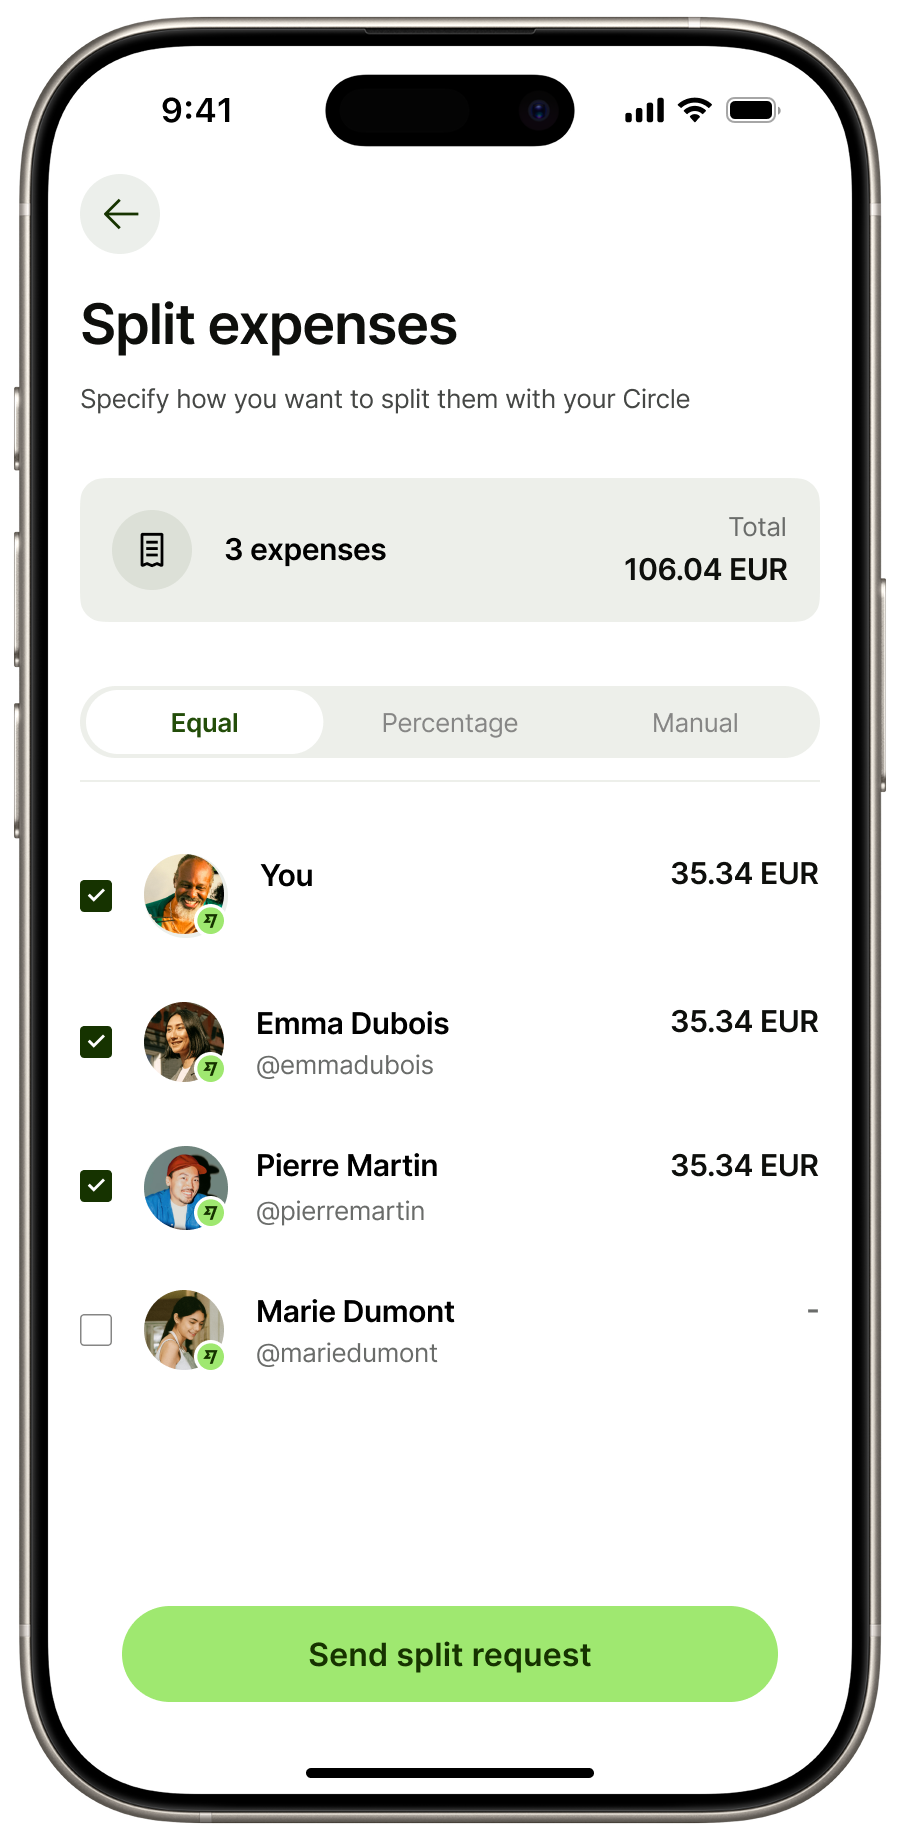 9:41
Split expenses
Specify how you want to split them with your Circle
3 expenses
Total
106.04 EUR
Equal
Percentage
Manual
You
35.34 EUR
Emma Dubois
35.34 EUR
@emmadubois
Pierre Martin
35.34 EUR
@pierremartin
Marie Dumont
-
@mariedumont
Send split request